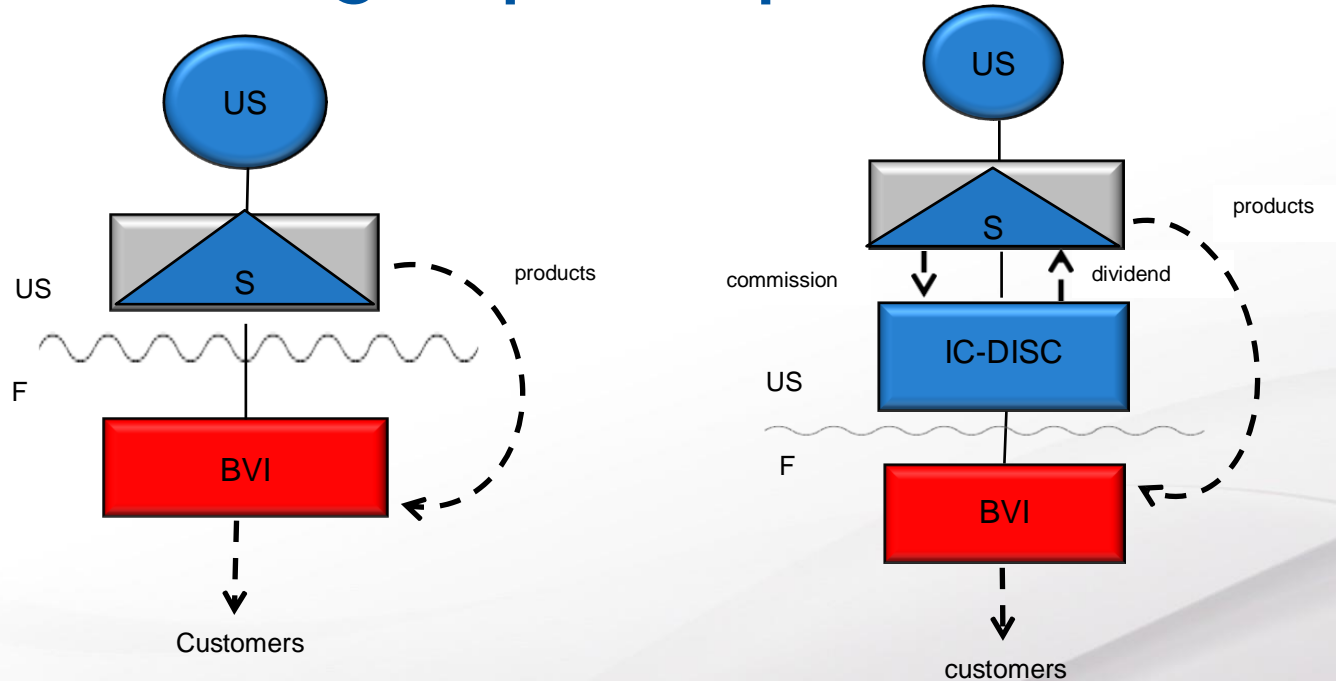 US
S
products
US
F
BVI
Customers
US
S
products
commission
dividend
IC-DISC
US
F
BVI
customers